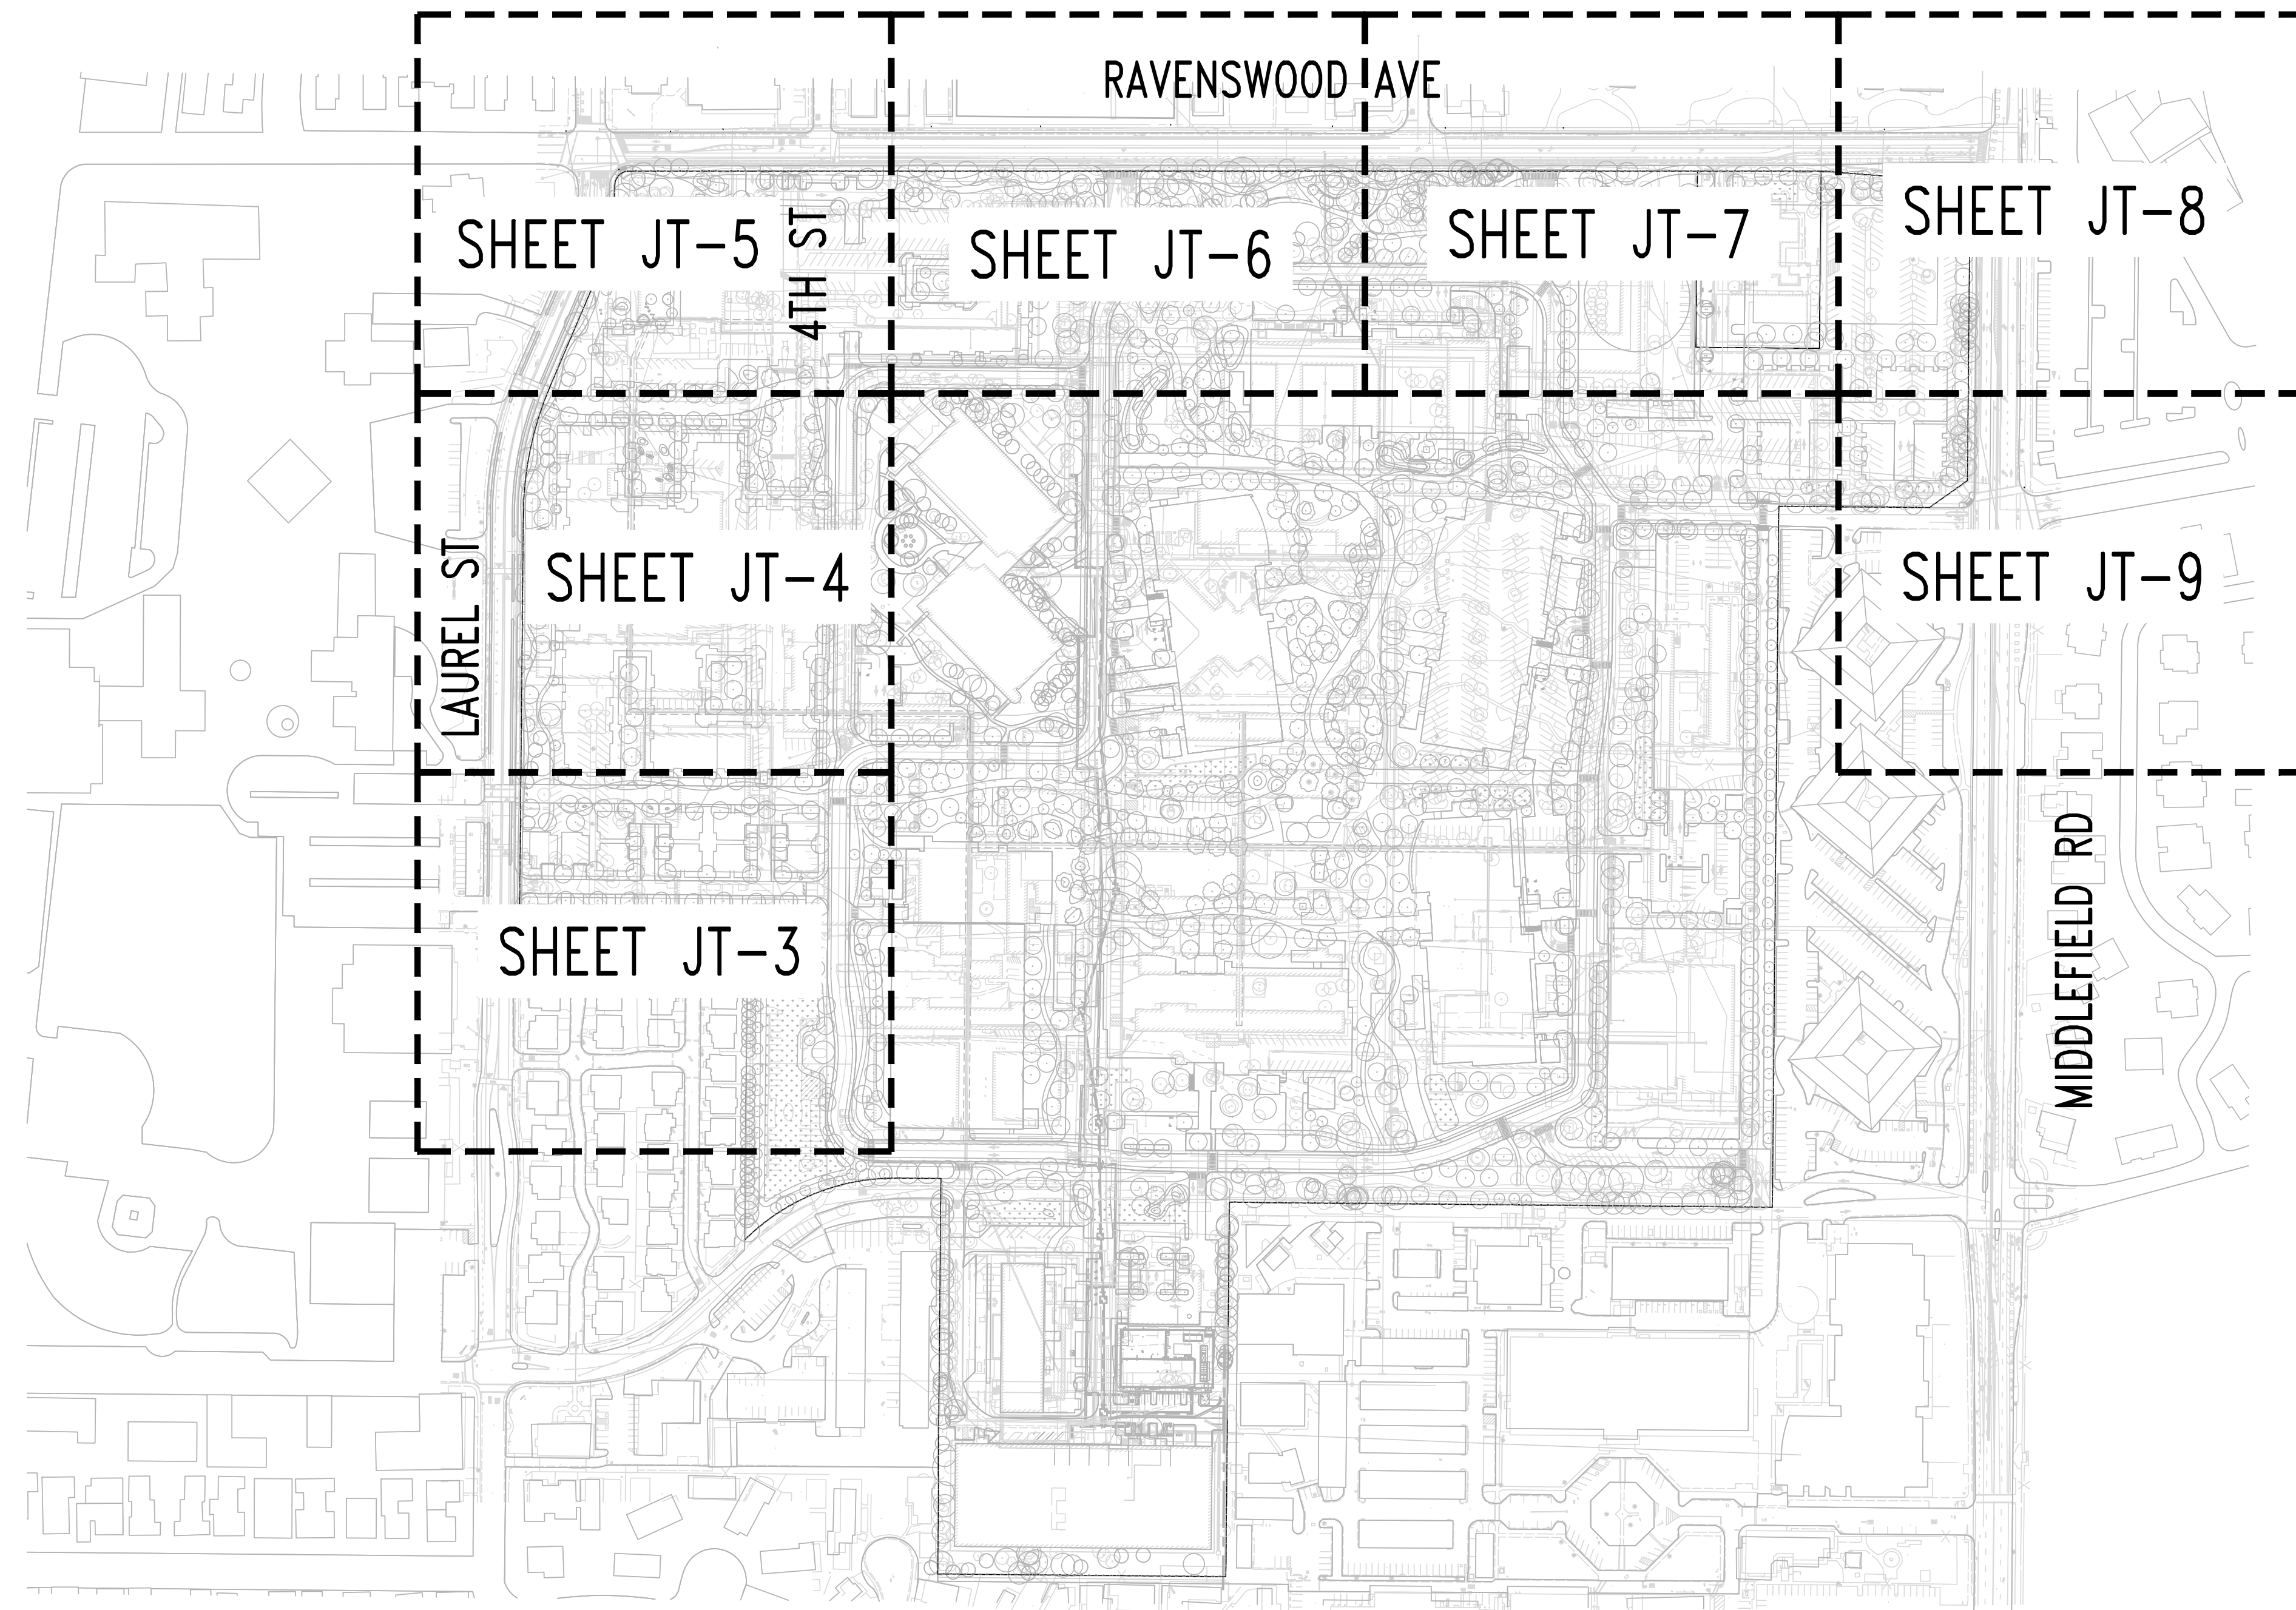 RAVENSWOOD AVE
SHEET JT-5
4TH ST
SHEET JT-6
SHEET JT-7
SHEET JT-8
LAUREL ST
SHEET JT-4
SHEET JT-9
SHEET JT-3
MIDDLEFIELD RD